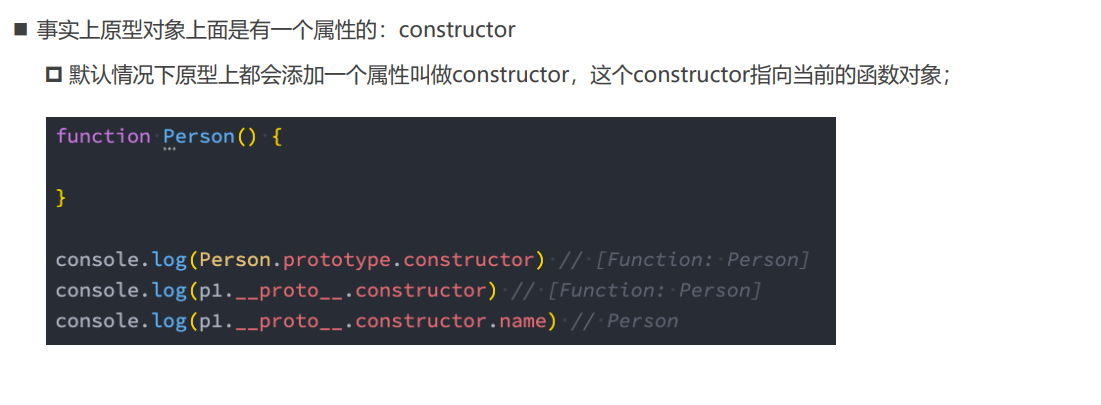 事实上原型对象上面是有一个属性的：constructor
默认情况下原型上都会添加一个属性叫做constructor，这个constructor指向当前的函数对象；
function Person() {
}
console.log(Person.prototype.constructor) // [Function: Person]
console.log(p1.__proto__.constructor) // [Function: Person]
console.log(p1.__proto__.constructor.name) // Person